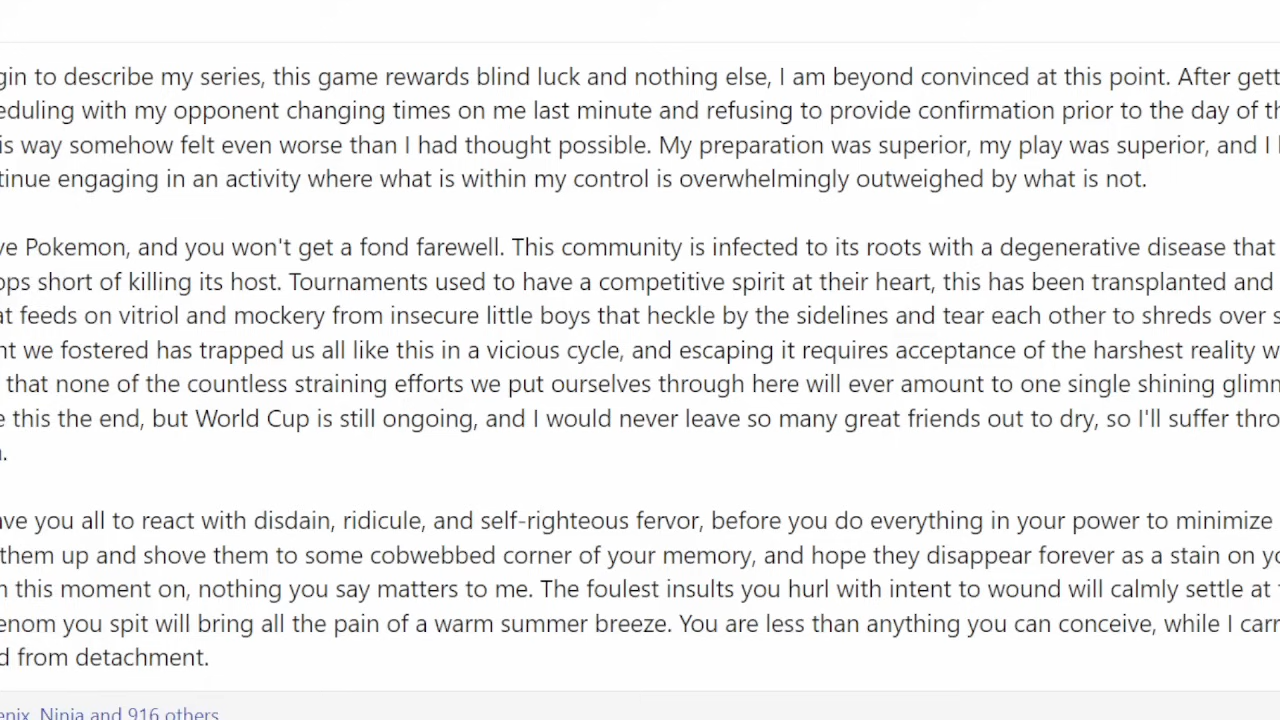 gin to describe my series, this game rewards blind luck and nothing else, I am beyond convinced at this point. After gett
eduling with my opponent changing times on me last minute and refusing to provide confirmation prior to the day of th
is way somehow felt even worse than I had thought possible. My preparation was superior, my play was superior, and I
tinue engaging in an activity where what is within my control is overwhelmingly outweighed by what is not.
ve Pokemon, and you won't get a fond farewell. This community is infected to its roots with a degenerative disease that
ops short of killing its host. Tournaments used to have a competitive spirit at their heart, this has been transplanted and
at feeds on vitriol and mockery from insecure little boys that heckle by the sidelines and tear each other to shreds over s
nt we fostered has trapped us all like this in a vicious cycle, and escaping it requires acceptance of the harshest reality w
that none of the countless straining efforts we put ourselves through here will ever amount to one single shining glimm
e this the end, but World Cup is still ongoing, and I would never leave so many great friends out to dry, so I'll suffer thro
.
ave you all to react with disdain, ridicule, and self-righteous fervor, before you do everything in your power to minimize
them up and shove them to some cobwebbed corner of your memory, and hope they disappear forever as a stain on yo
n this moment on, nothing you say matters to me. The foulest insults you hurl with intent to wound will calmly settle at
enom you spit will bring all the pain of a warm summer breeze. You are less than anything you can conceive, while I carr
d from detachment.
enix, Ninja and 916 others